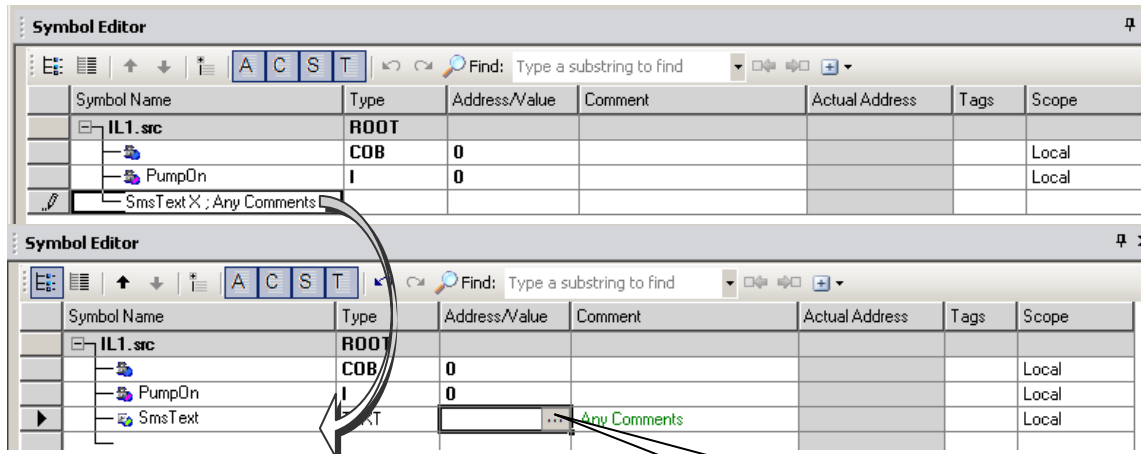 Symbol Editor
A C S T Find: Type a substring to find
Symbol Name Type Address/Value Comment Actual Address Tags Scope
IL1.src ROOT
COB 0 Local
PumpOn I 0 Local
SmsText X ; Any Comments
Symbol Editor
A C S T Find: Type a substring to find
Symbol Name Type Address/Value Comment Actual Address Tags Scope
IL1.src ROOT
COB 0 Local
PumpOn I 0 Local
SmsText TEXT ... Any Comments Local